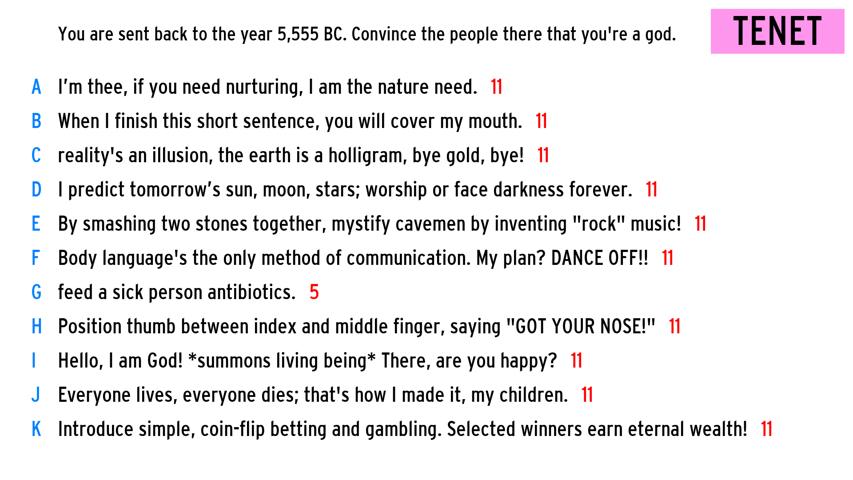 You are sent back to the year 5,555 BC. Convince the people there that you're a god.
TENET
A I'm thee, if you need nurturing, I am the nature need. 11
B When I finish this short sentence, you will cover my mouth. 11
C reality's an illusion, the earth is a holligram, bye gold, bye! 11
D I predict tomorrow's sun, moon, stars; worship or face darkness forever. 11
E By smashing two stones together, mystify cavemen by inventing "rock" music! 11
F Body language's the only method of communication. My plan? DANCE OFF!! 11
G feed a sick person antibiotics. 5
H Position thumb between index and middle finger, saying "GOT YOUR NOSE!" 11
I Hello, I am God! *summons living being* There, are you happy? 11
J Everyone lives, everyone dies; that's how I made it, my children. 11
K Introduce simple, coin-flip betting and gambling. Selected winners earn eternal wealth! 11